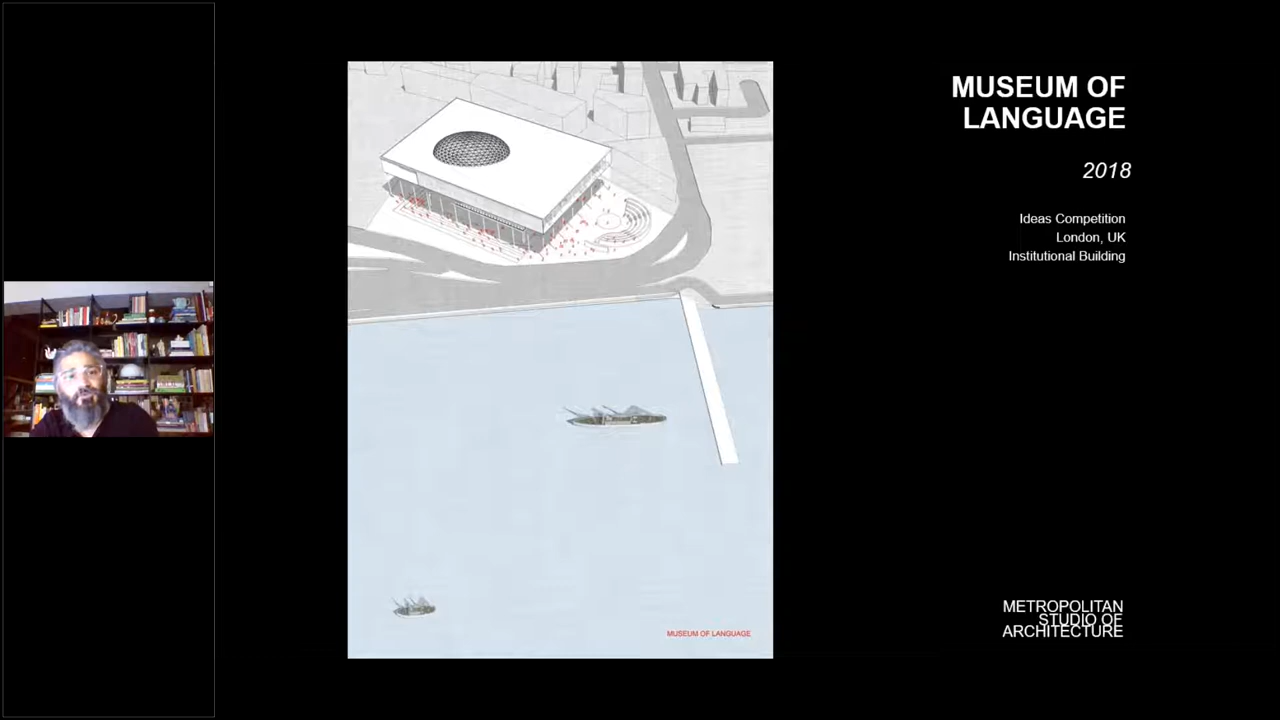 MUSEUM OF
LANGUAGE
2018
Ideas Competition
London, UK
Institutional Building
MUSEUM OF LANGUAGE
METROPOLITAN
STUDIO OF
ARCHITECTURE